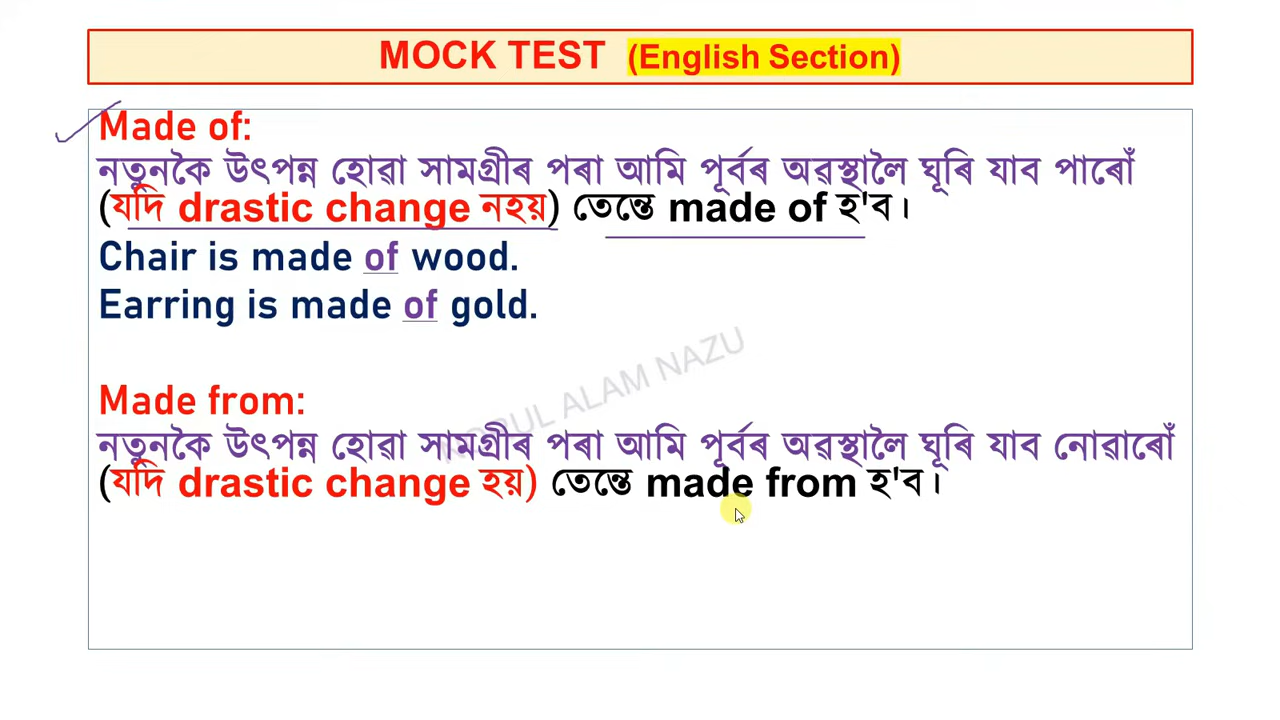 MOCK TEST (English Section)
Made of:
নতুনকৈ উৎপন্ন হোৱা সামগ্ৰীৰ পৰা আমি পূৰ্বৰ অৱস্থালৈ ঘূৰি যাব পাৰোঁ
(যদি drastic change নহয়) তেন্তে made of হ'ব।
Chair is made of wood.
Earring is made of gold.
Made from:
নতুনকৈ উৎপন্ন হোৱা সামগ্ৰীৰ পৰা আমি পূৰ্বৰ অৱস্থালৈ ঘূৰি যাব নোৱাৰোঁ
(যদি drastic change হয়) তেন্তে made from হ'ব।
ALAM NAZU